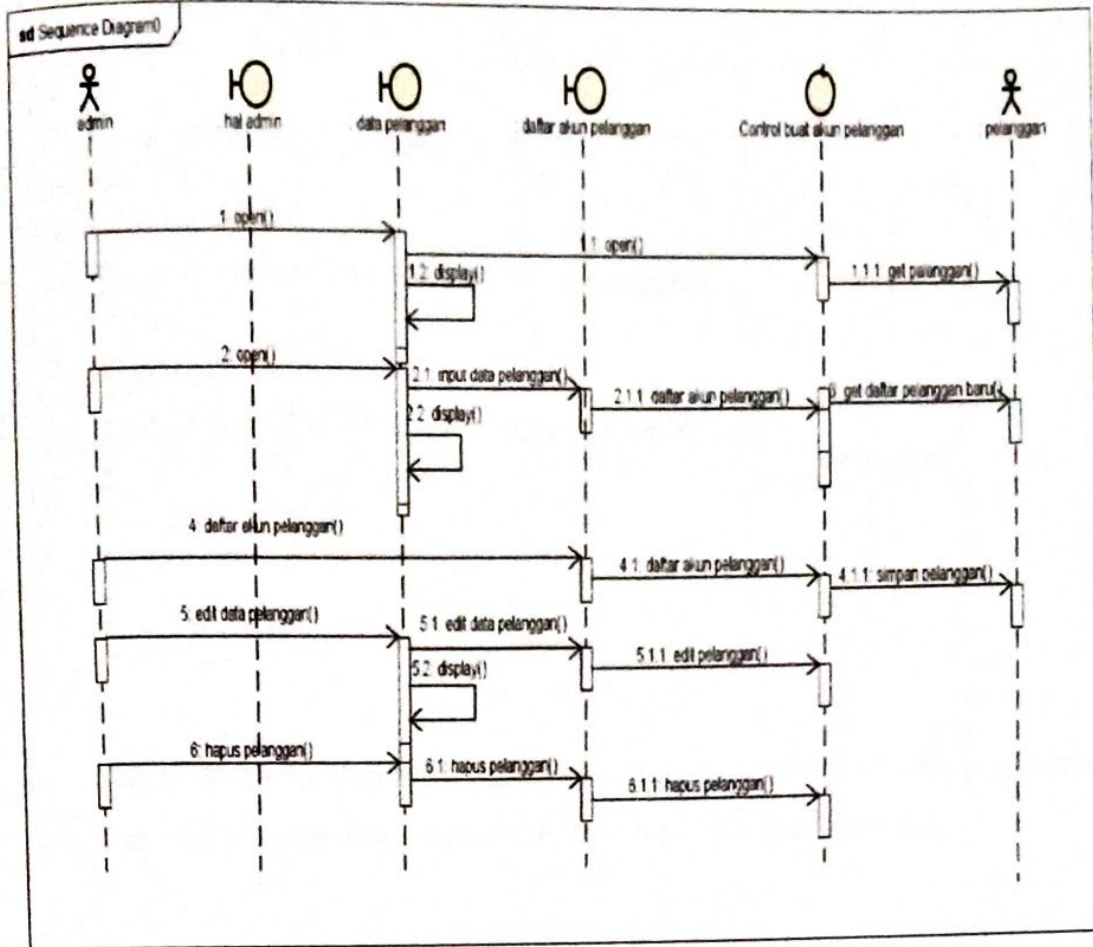 sd Sequence Diagram0
admin
hal admin
data pelanggan
daftar akun pelanggan
Control buat akun pelanggan
pelanggan
1: open()
1.1: open()
1.2: display()
1.1.1: get pelanggan()
2: open()
2.1: input data pelanggan()
2.1.1: daftar akun pelanggan()
3: get daftar pelanggan baru()
2.2: display()
4: daftar akun pelanggan()
4.1: daftar akun pelanggan()
4.1.1: simpan pelanggan()
5: edit data pelanggan()
5.1: edit data pelanggan()
5.1.1: edit pelanggan()
5.2: display()
6: hapus pelanggan()
6.1: hapus pelanggan()
6.1.1: hapus pelanggan()